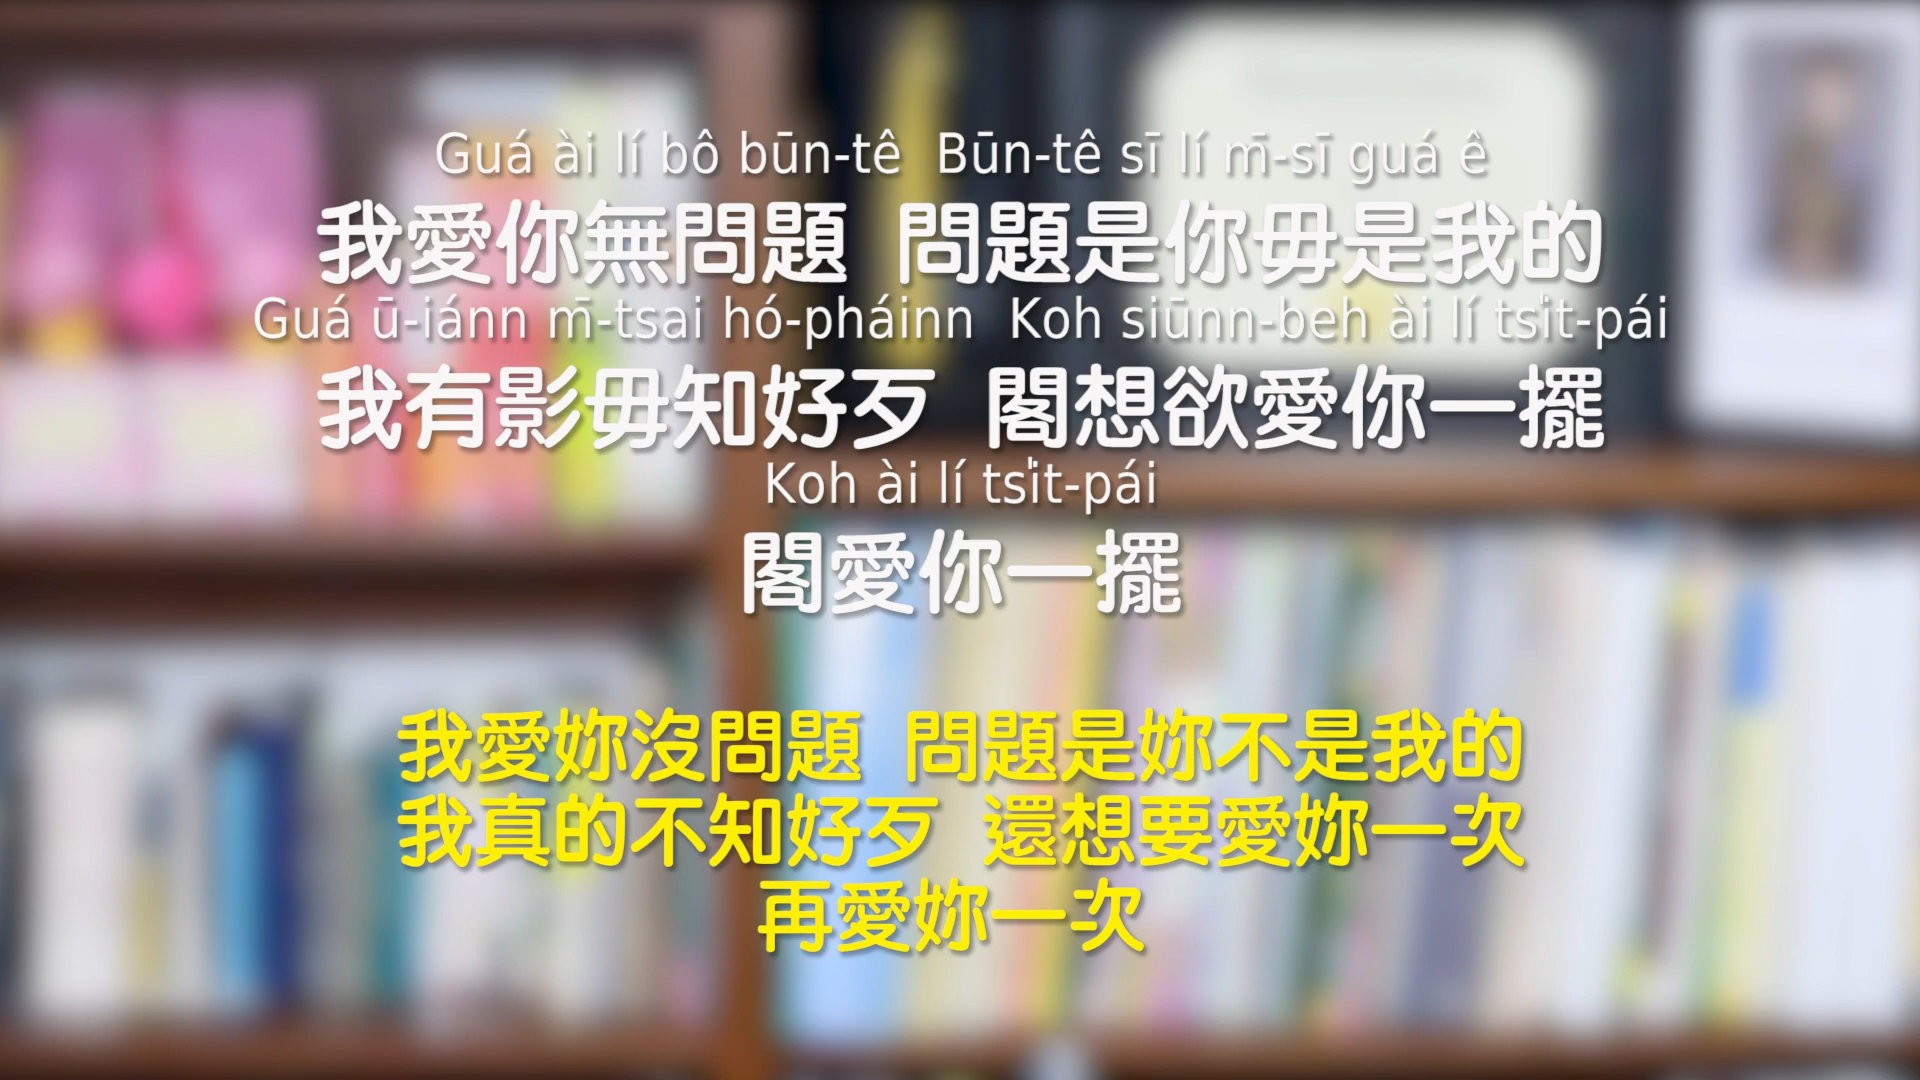 Guá ài lí bô būn-tê  Būn-tê sī lí m̄-sī guá ê
我愛你無問題  問題是你毋是我的
Guá ū-iánn m̄-tsai hó-pháinn  Koh siūnn-beh ài lí tsi̍t-pái
我有影毋知好歹  閣想欲愛你一擺
Koh ài lí tsi̍t-pái
閣愛你一擺
我愛妳沒問題  問題是妳不是我的
我真的不知好歹  還想要愛妳一次
再愛妳一次